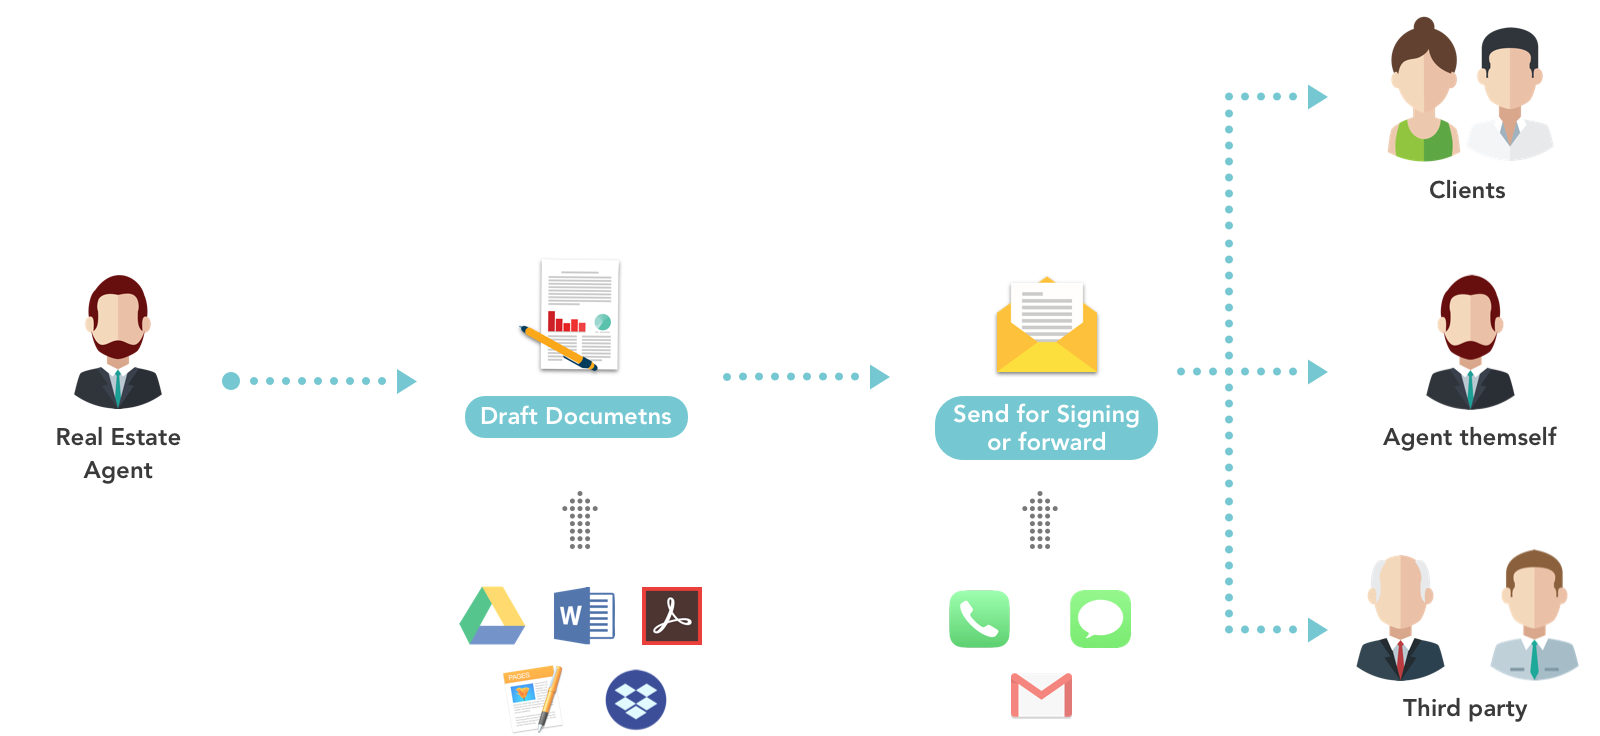 Clients
Real Estate
Agent
Draft Documetns
Send for Signing
or forward
Agent themself
W
PAGES
Third party